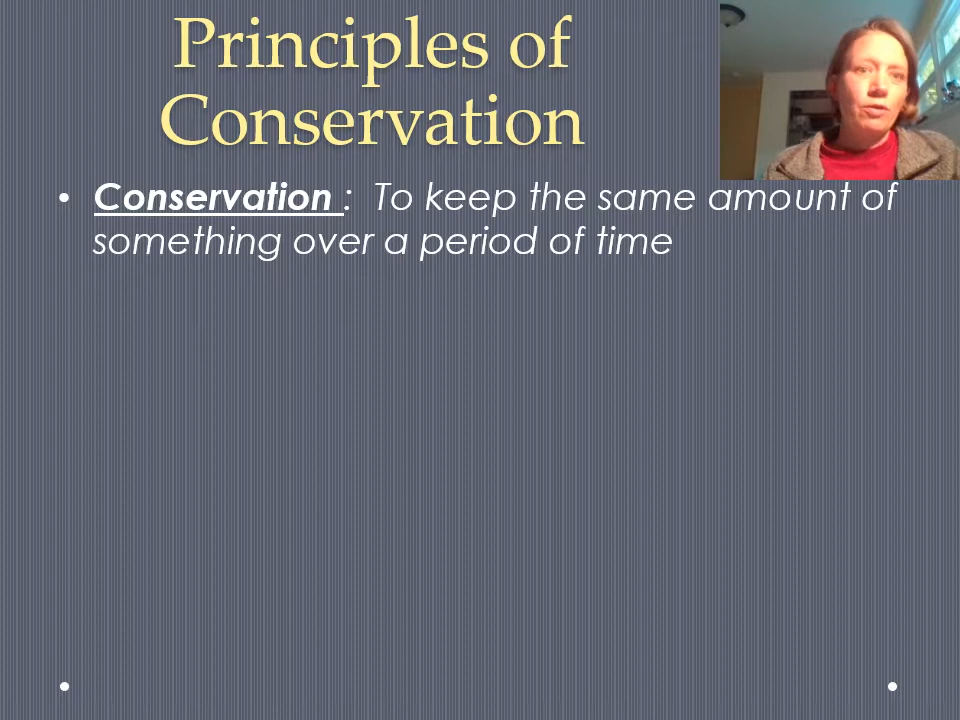 Principles of
Conservation
• Conservation : To keep the same amount of
something over a period of time